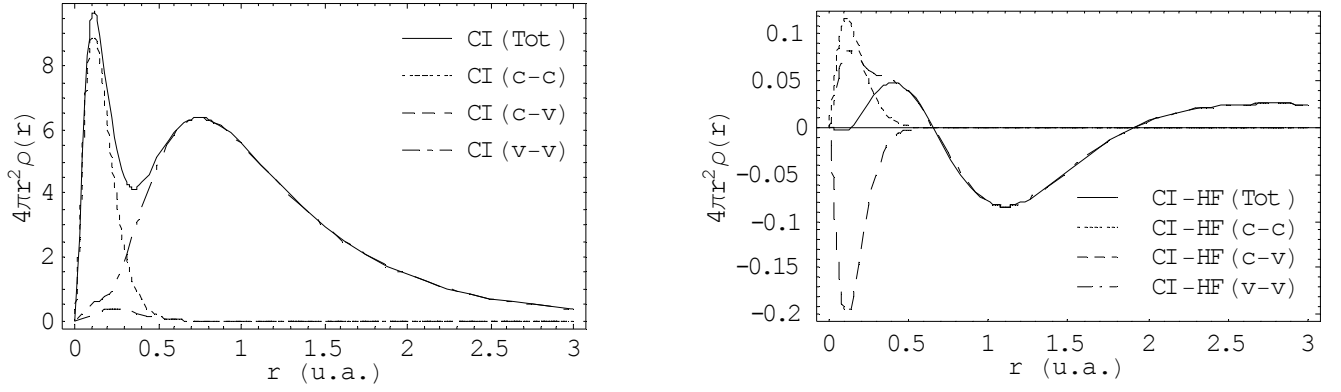 4πr²ρ(r)
8
6
4
2
0
CI(Tot)
CI(c-c)
CI(c-v)
CI(v-v)
0 0.5 1 1.5 2 2.5 3
r (u.a.)
4πr²ρ(r)
0.1
0.05
0
-0.05
-0.1
-0.15
-0.2
CI-HF(Tot)
CI-HF(c-c)
CI-HF(c-v)
CI-HF(v-v)
0 0.5 1 1.5 2 2.5 3
r (u.a.)